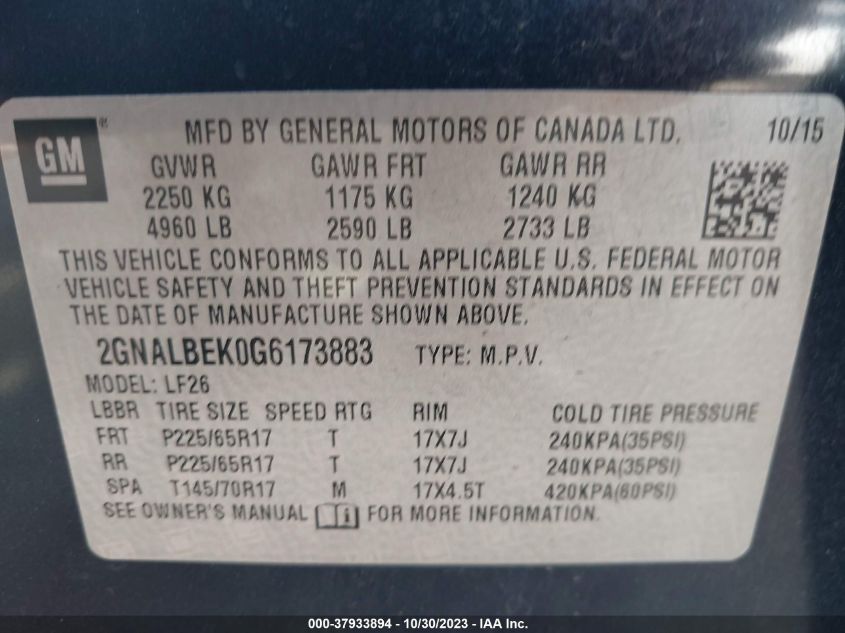 GM®
MFD BY GENERAL MOTORS OF CANADA LTD. 10/15
GVWR GAWR FRT GAWR RR
2250 KG 1175 KG 1240 KG
4960 LB 2590 LB 2733 LB
THIS VEHICLE CONFORMS TO ALL APPLICABLE U.S. FEDERAL MOTOR
VEHICLE SAFETY AND THEFT PREVENTION STANDARDS IN EFFECT ON
THE DATE OF MANUFACTURE SHOWN ABOVE.
2GNALBEK0G6173883 TYPE: M.P.V.
MODEL: LF26
LBBR TIRE SIZE SPEED RTG RIM COLD TIRE PRESSURE
FRT P225/65R17 T 17X7J 240KPA(35PSI)
RR P225/65R17 T 17X7J 240KPA(35PSI)
SPA T145/70R17 M 17X4.5T 420KPA(60PSI)
SEE OWNER'S MANUAL i FOR MORE INFORMATION.
000-37933894 - 10/30/2023 - IAA Inc.